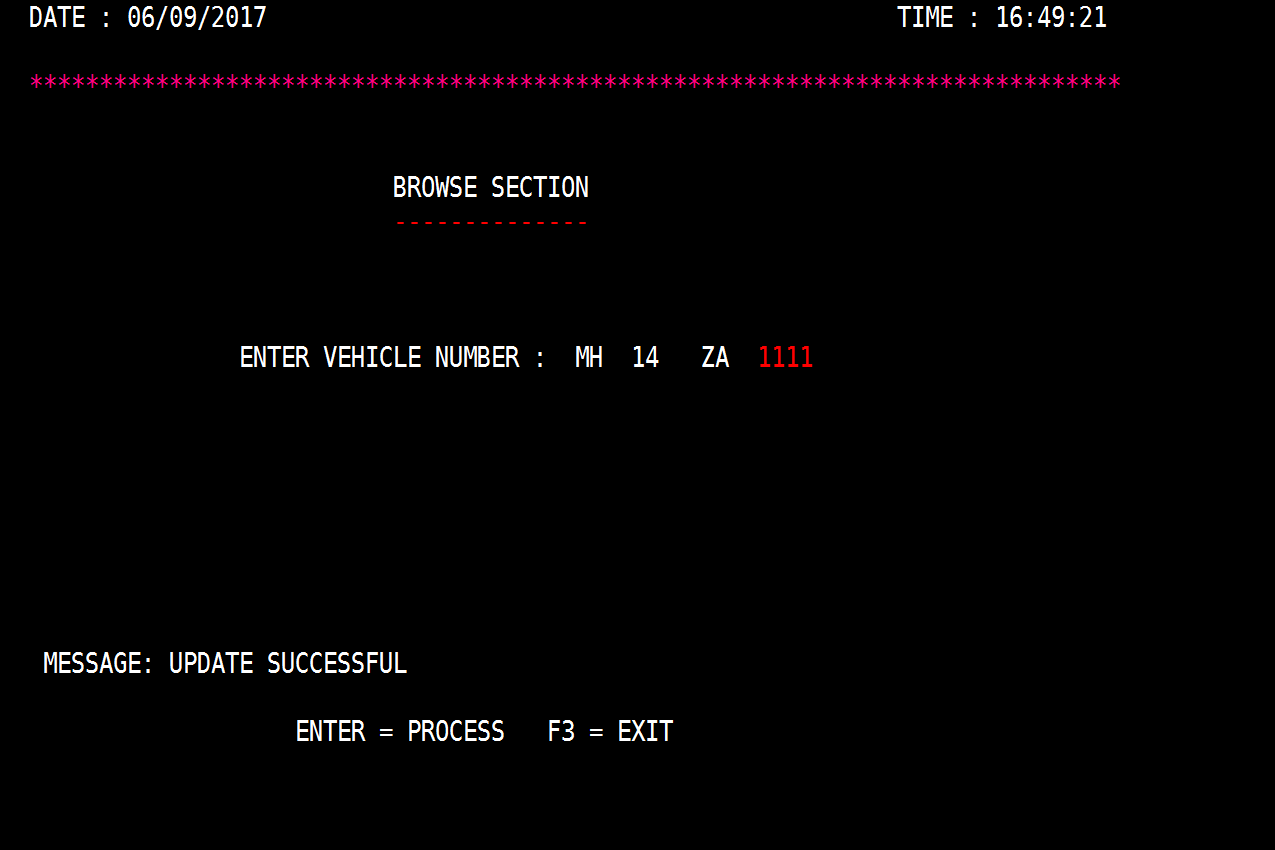 DATE : 06/09/2017 TIME : 16:49:21
******************************************************************************
BROWSE SECTION
--------------
ENTER VEHICLE NUMBER : MH 14 ZA 1111
MESSAGE: UPDATE SUCCESSFUL
ENTER = PROCESS F3 = EXIT